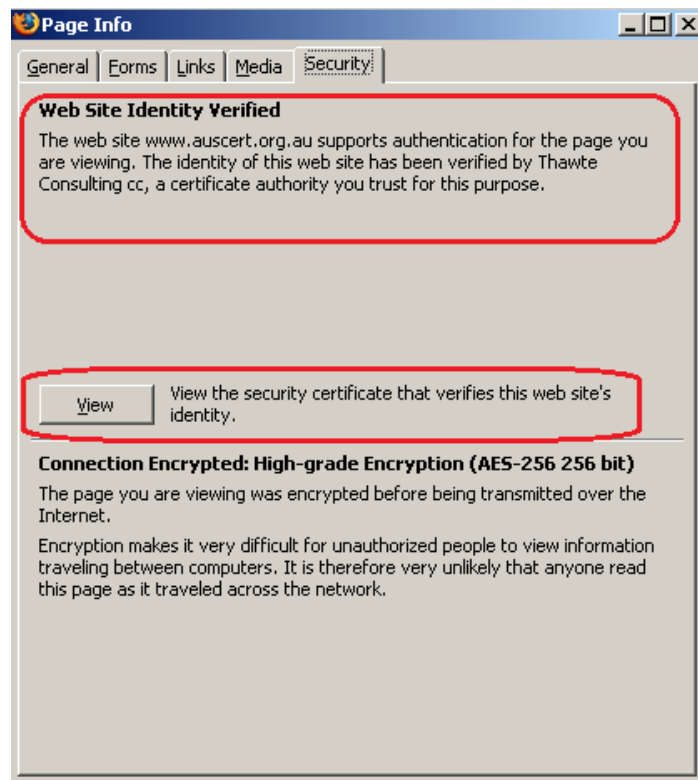 Page Info
General Forms Links Media Security
Web Site Identity Verified
The web site www.auscert.org.au supports authentication for the page you
are viewing. The identity of this web site has been verified by Thawte
Consulting cc, a certificate authority you trust for this purpose.
View
View the security certificate that verifies this web site's
identity.
Connection Encrypted: High-grade Encryption (AES-256 256 bit)
The page you are viewing was encrypted before being transmitted over the
Internet.
Encryption makes it very difficult for unauthorized people to view information
traveling between computers. It is therefore very unlikely that anyone read
this page as it traveled across the network.